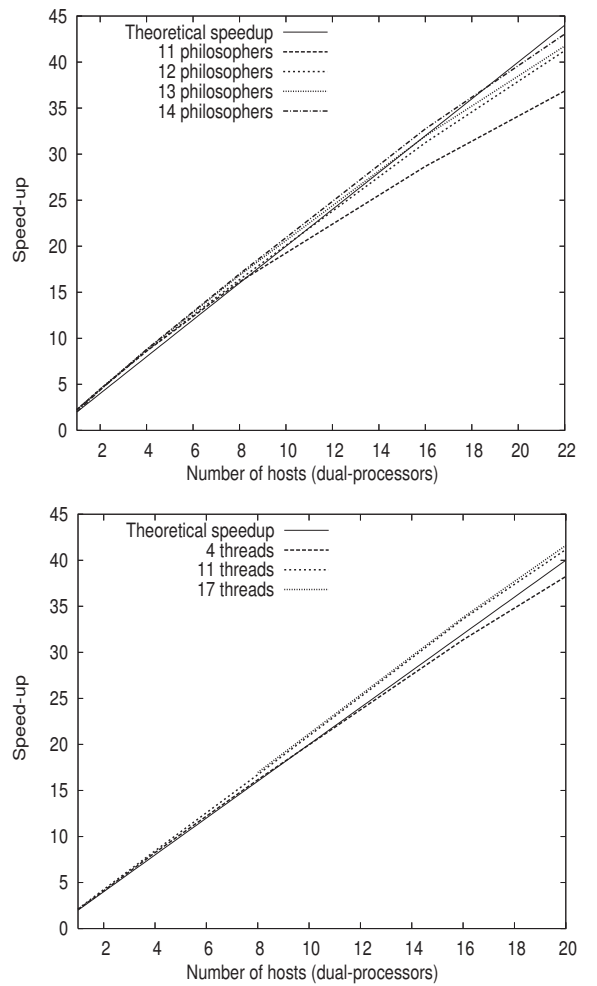 45
40
35
30
25
20
15
10
5
0
Speed-up
Theoretical speedup
11 philosophers
12 philosophers
13 philosophers
14 philosophers
2 4 6 8 10 12 14 16 18 20 22
Number of hosts (dual-processors)
45
40
35
30
25
20
15
10
5
0
Speed-up
Theoretical speedup
4 threads
11 threads
17 threads
2 4 6 8 10 12 14 16 18 20
Number of hosts (dual-processors)